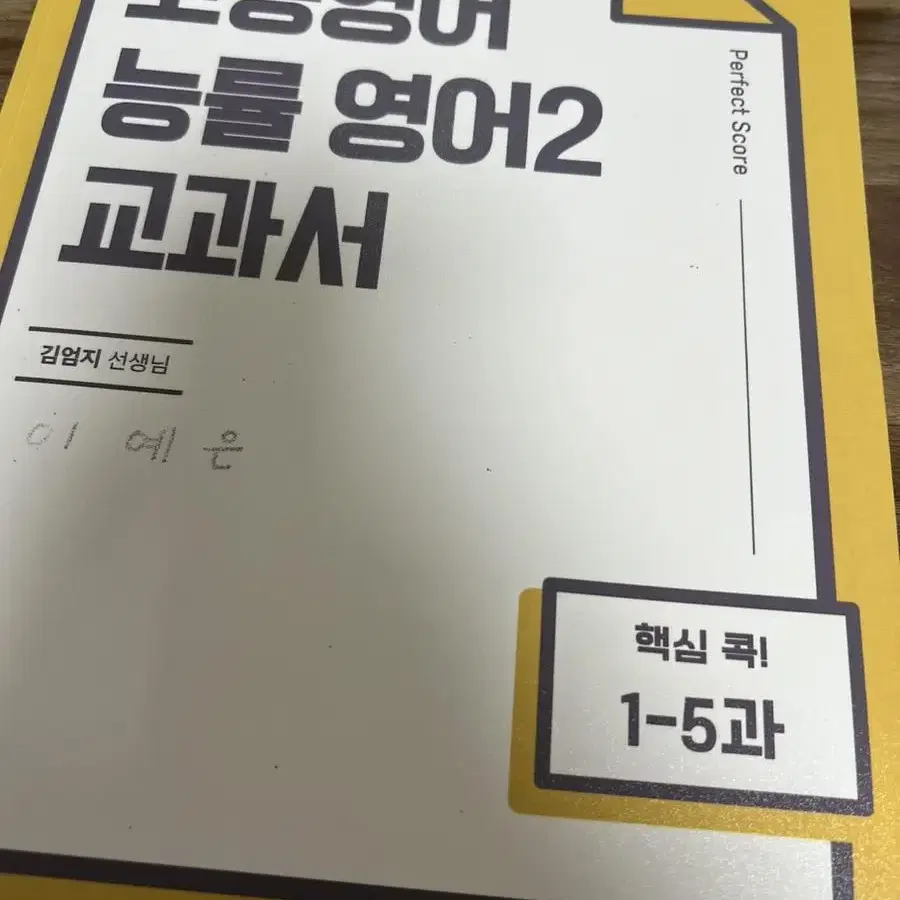 능률 영어2
교과서
Perfect Score
김엄지 선생님
이 예은
핵심 콕!
1-5과